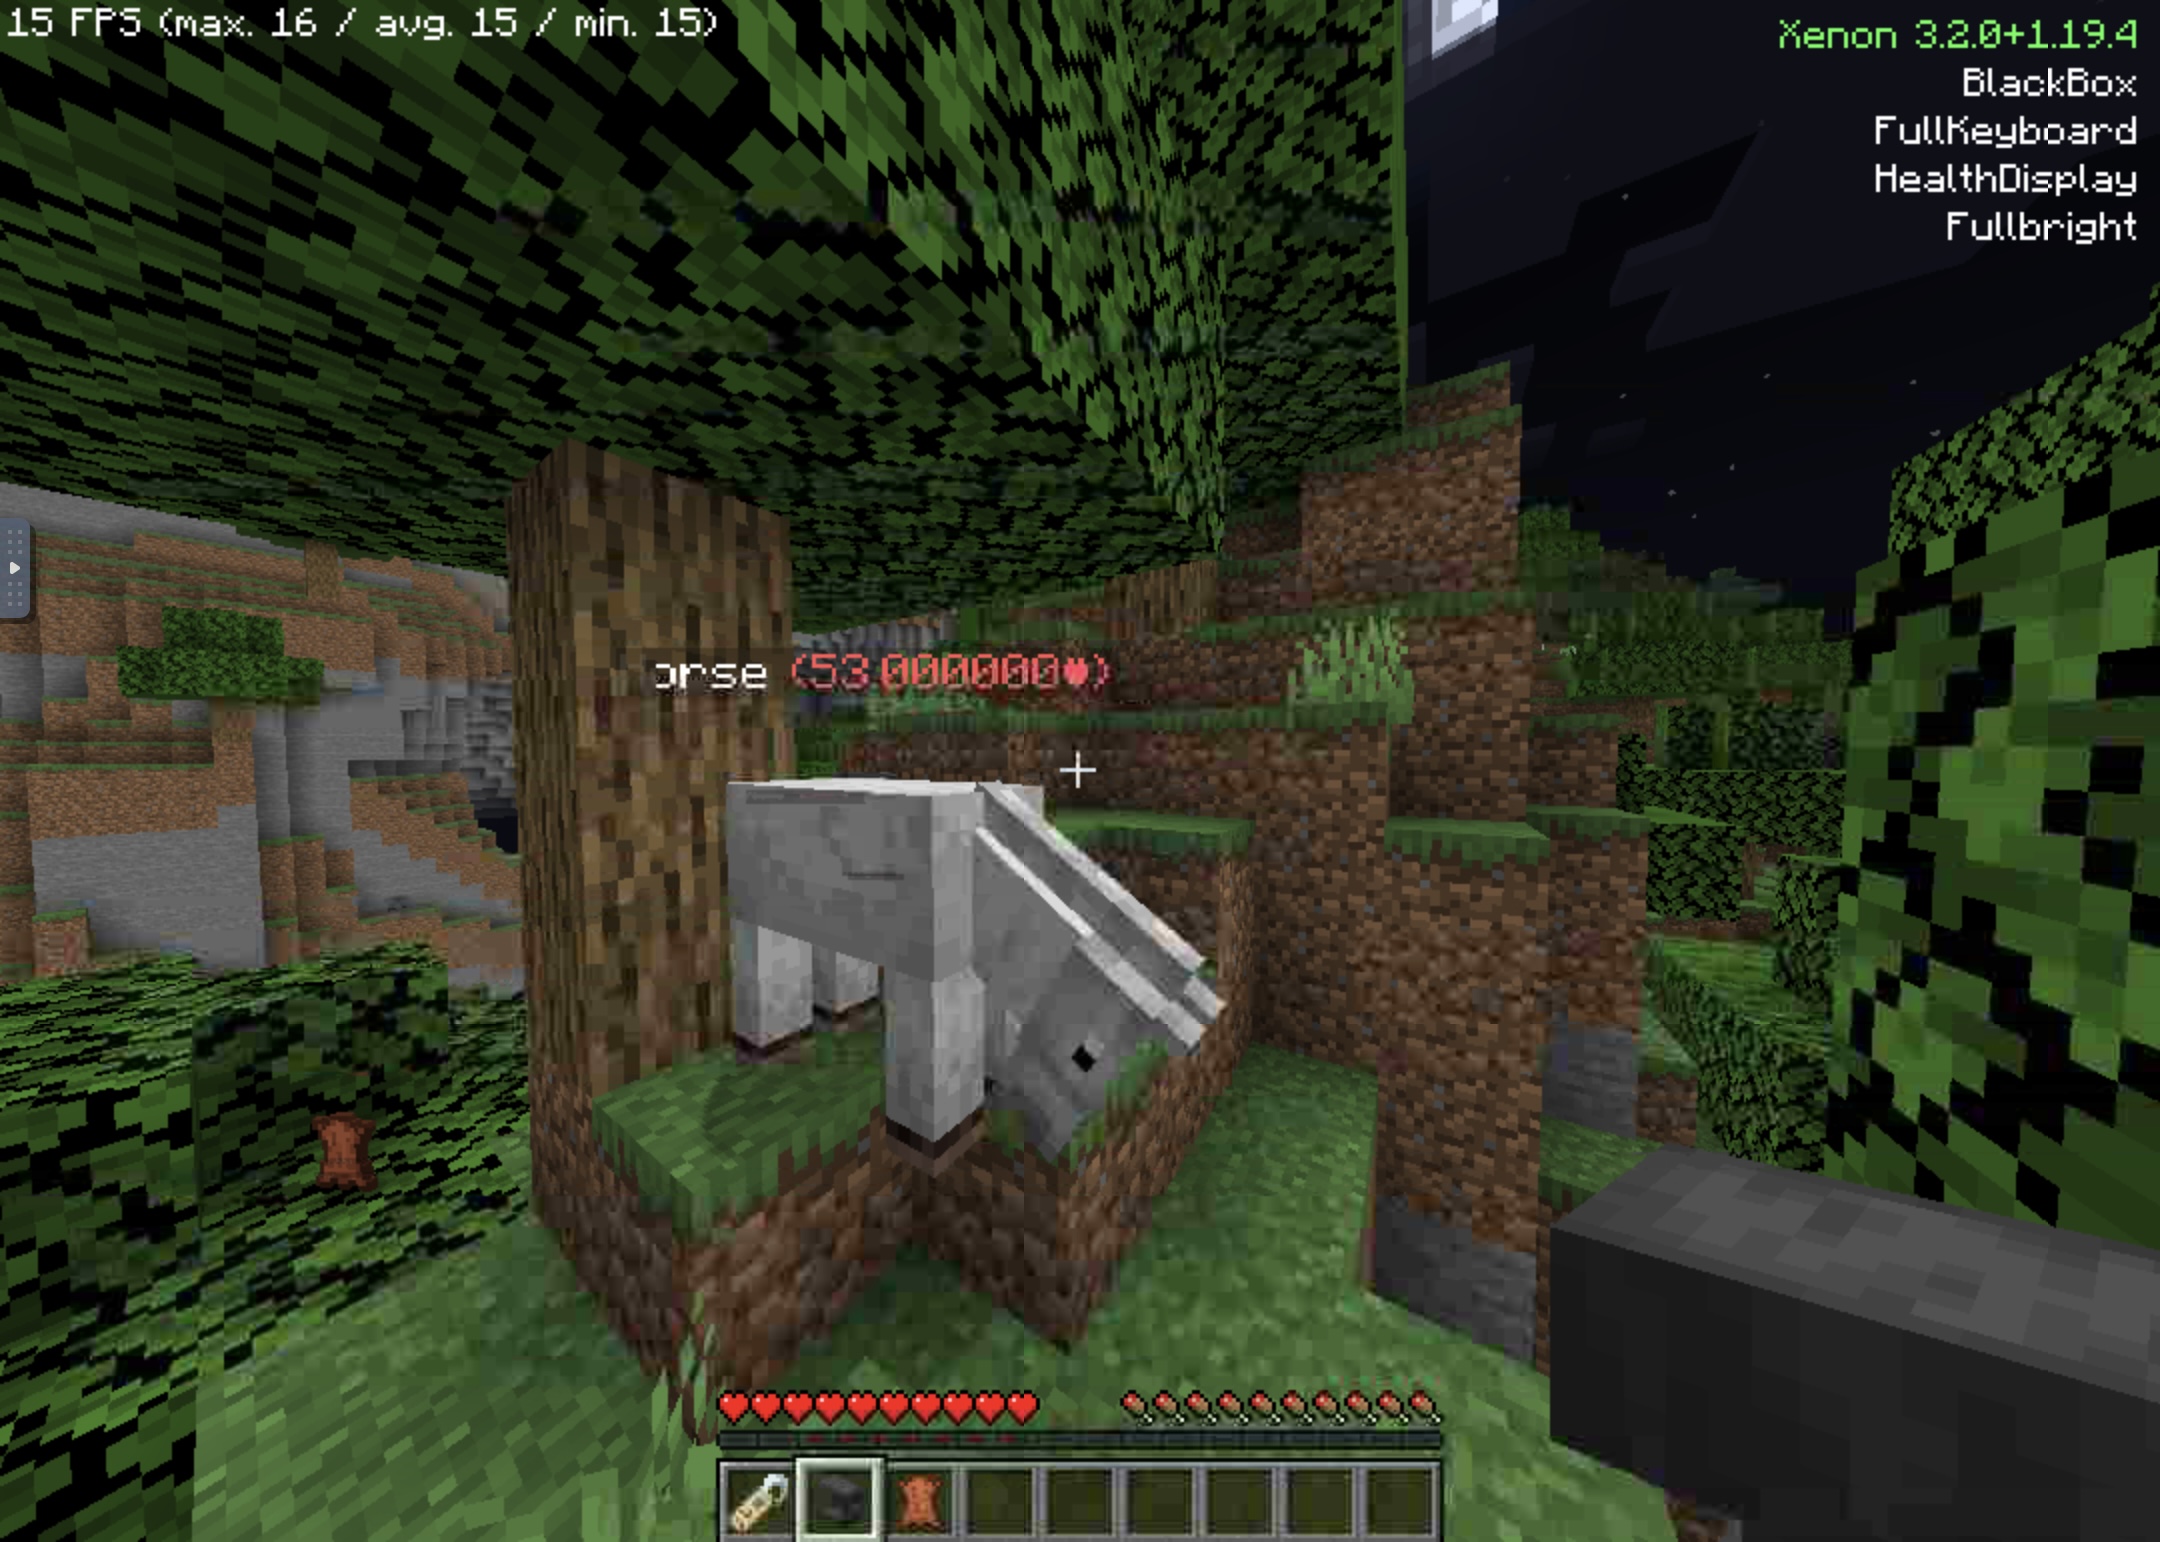 15 FPS (max. 16 / avg. 15 / min. 15)
Xenon 3.2.0+1.19.4
BlackBox
FullKeyboard
HealthDisplay
Fullbright
orse (53.000000♥)